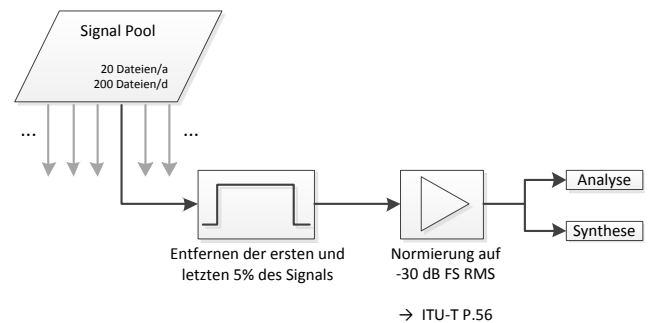 Signal Pool
20 Dateien/a
200 Dateien/d
... ...
Analyse
Synthese
Entfernen der ersten und
letzten 5% des Signals
Normierung auf
-30 dB FS RMS
→ ITU-T P.56